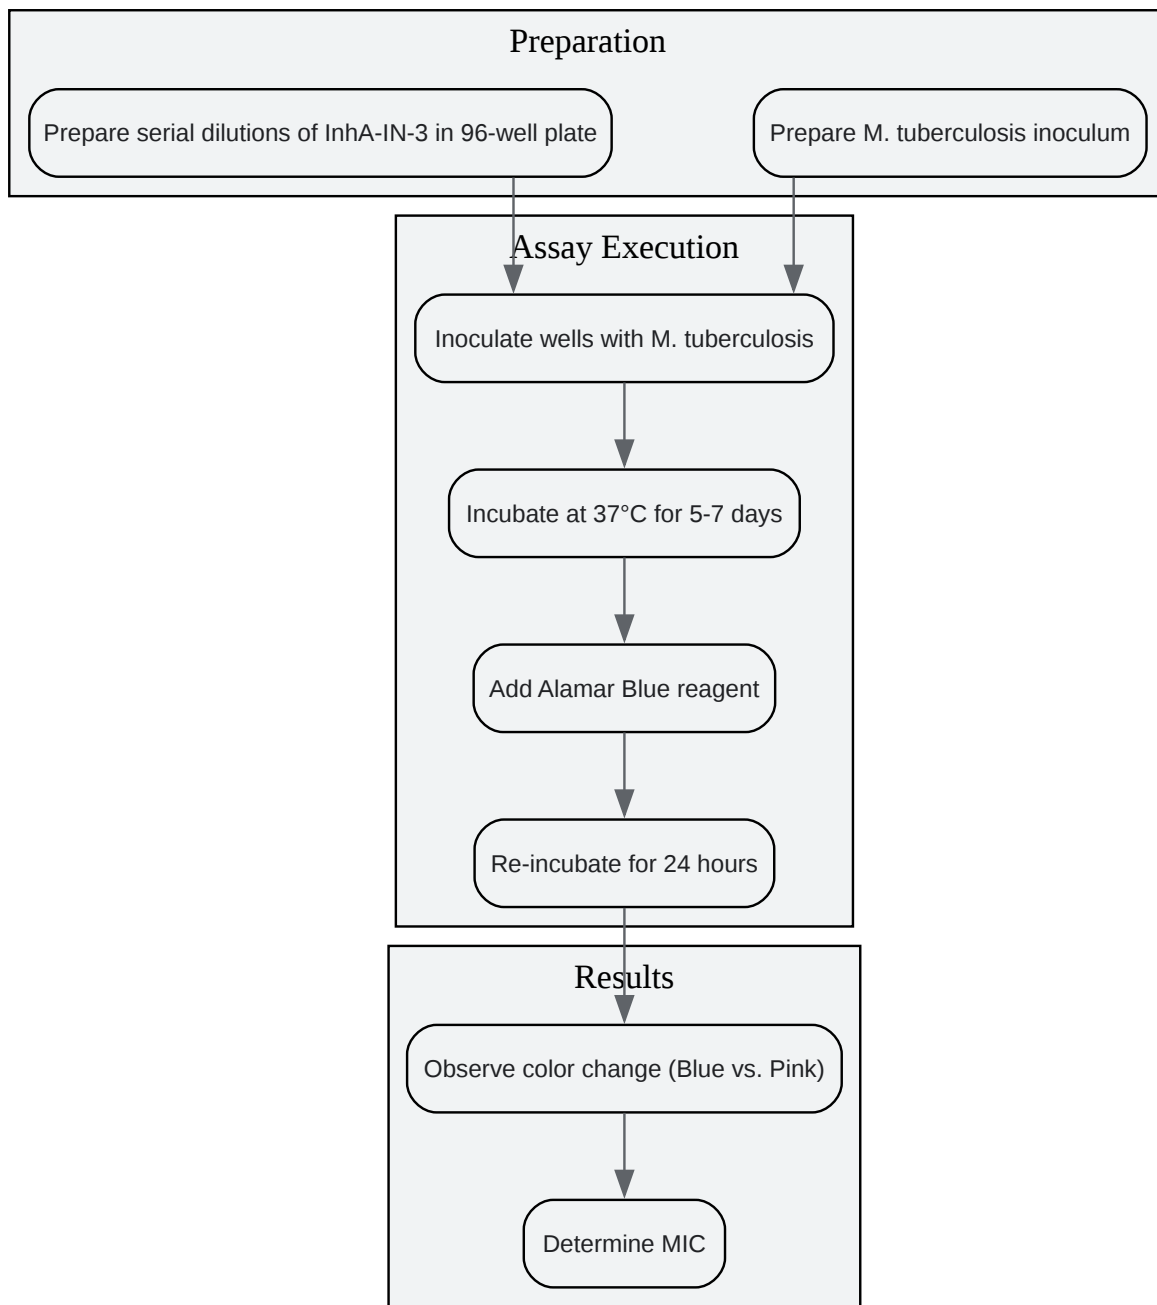 Preparation
Prepare serial dilutions of InhA-IN-3 in 96-well plate
Prepare M. tuberculosis inoculum
Assay Execution
Inoculate wells with M. tuberculosis
Incubate at 37°C for 5-7 days
Add Alamar Blue reagent
Re-incubate for 24 hours
Results
Observe color change (Blue vs. Pink)
Determine MIC